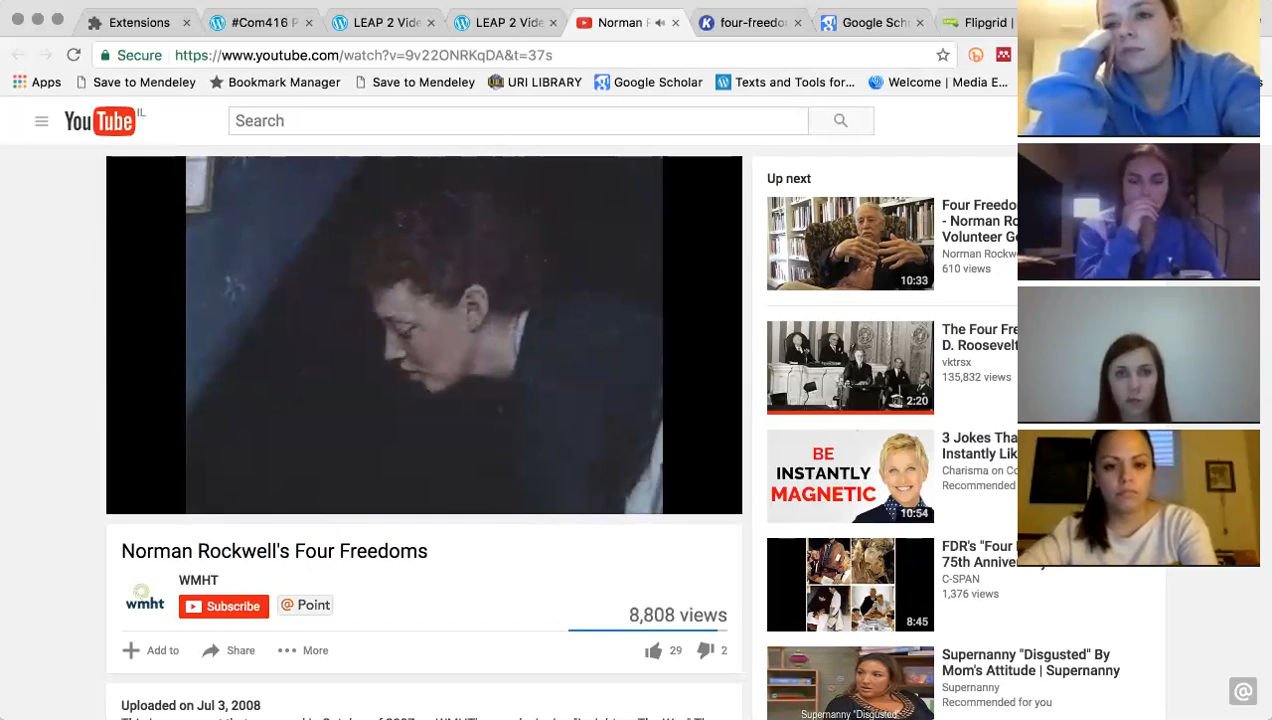 Extensions
#Com416 P
LEAP 2 Vide
LEAP 2 Vide
Norman R
four-freedo
Google Sch
Flipgrid |
Secure
https://www.youtube.com/watch?v=9v22ONRKqDA&t=37s
Apps
Save to Mendeley
Bookmark Manager
Save to Mendeley
URI LIBRARY
Google Scholar
Texts and Tools for...
Welcome | Media E...
YouTube IL
Search
Up next
Four Freedo
- Norman Ro
Volunteer Ge
Norman Rockw
610 views
10:33
The Four Fre
D. Roosevelt
vktrsx
135,832 views
2:20
BE
INSTANTLY
MAGNETIC
10:54
3 Jokes Tha
Instantly Lik
Charisma on Co
Recommended
FDR's "Four
75th Anniver
C-SPAN
1,376 views
8:45
Supernanny "Disgusted" By
Mom's Attitude | Supernanny
Supernanny
Recommended for you
Supernanny "Disgusted
Norman Rockwell's Four Freedoms
WMHT
wmht
Subscribe
@ Point
8,808 views
Add to
Share
More
29
2
Uploaded on Jul 3, 2008